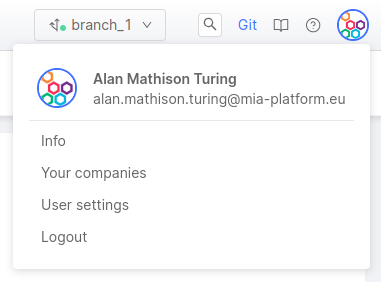 branch_1
Git
Alan Mathison Turing
alan.mathison.turing@mia-platform.eu
Info
Your companies
User settings
Logout